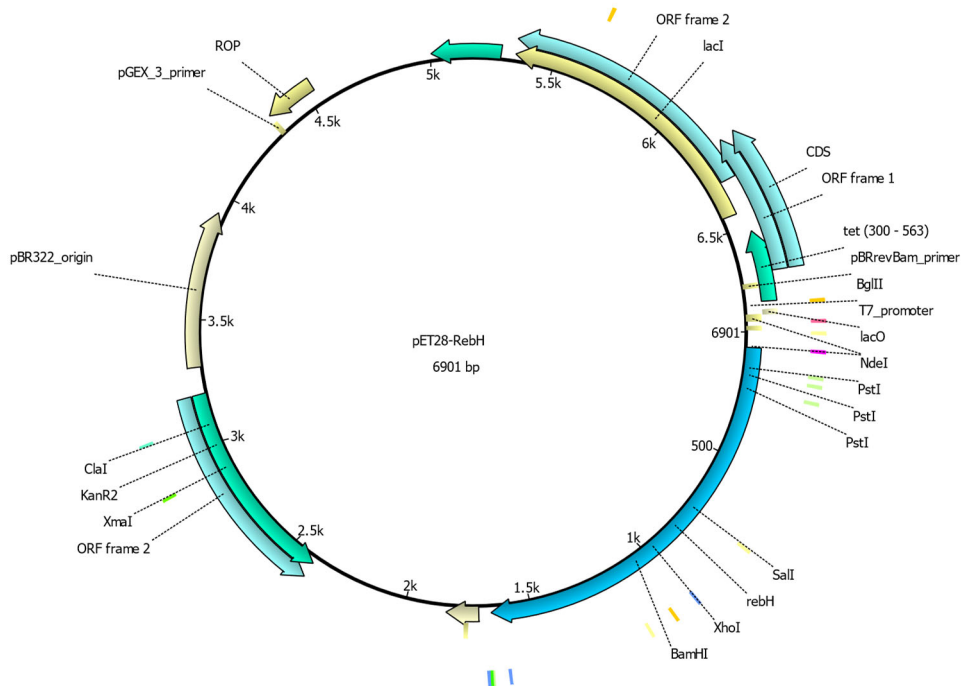 ROP
pGEX_3_primer
5k
4.5k
ORF frame 2
lacI
5.5k
6k
CDS
ORF frame 1
6.5k
tet (300 - 563)
pBRrevBam_primer
BglII
T7_promoter
lacO
NdeI
PstI
PstI
PstI
4k
pBR322_origin
3.5k
pET28-RebH
6901 bp
6901
500
3k
ClaI
KanR2
XmaI
ORF frame 2
2.5k
2k
1.5k
1k
SalI
rebH
XhoI
BamHI